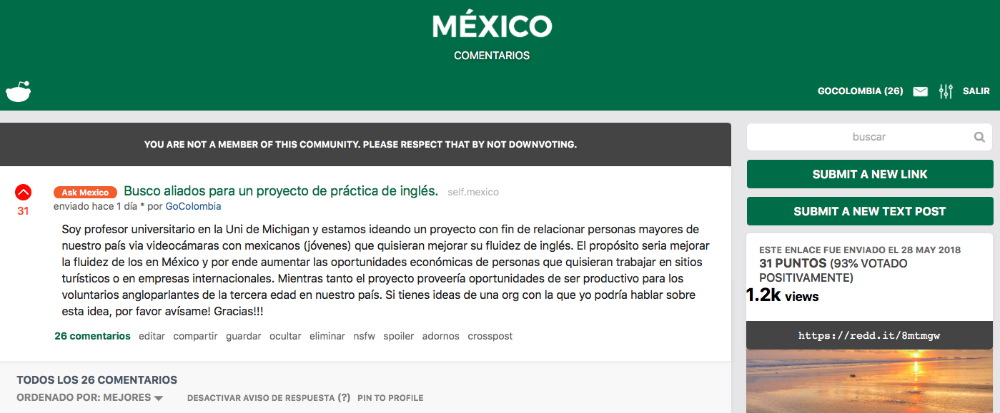 MÉXICO
COMENTARIOS
GOCOLOMBIA (26) SALIR
YOU ARE NOT A MEMBER OF THIS COMMUNITY. PLEASE RESPECT THAT BY NOT DOWNVOTING.
buscar
SUBMIT A NEW LINK
SUBMIT A NEW TEXT POST
31
Ask Mexico Busco aliados para un proyecto de práctica de inglés. self.mexico
enviado hace 1 día * por GoColombia
Soy profesor universitario en la Uni de Michigan y estamos ideando un proyecto con fin de relacionar personas mayores de
nuestro país via videocámaras con mexicanos (jóvenes) que quisieran mejorar su fluidez de inglés. El propósito seria mejorar
la fluidez de los en México y por ende aumentar las oportunidades económicas de personas que quisieran trabajar en sitios
turísticos o en empresas internacionales. Mientras tanto el proyecto proveería oportunidades de ser productivo para los
voluntarios angloparlantes de la tercera edad en nuestro país. Si tienes ideas de una org con la que yo podría hablar sobre
esta idea, por favor avísame! Gracias!!!
26 comentarios editar compartir guardar ocultar eliminar nsfw spoiler adornos crosspost
ESTE ENLACE FUE ENVIADO EL 28 MAY 2018
31 PUNTOS (93% VOTADO
POSITIVAMENTE)
1.2k views
https://redd.it/8mtmgw
TODOS LOS 26 COMENTARIOS
ORDENADO POR: MEJORES DESACTIVAR AVISO DE RESPUESTA (?) PIN TO PROFILE